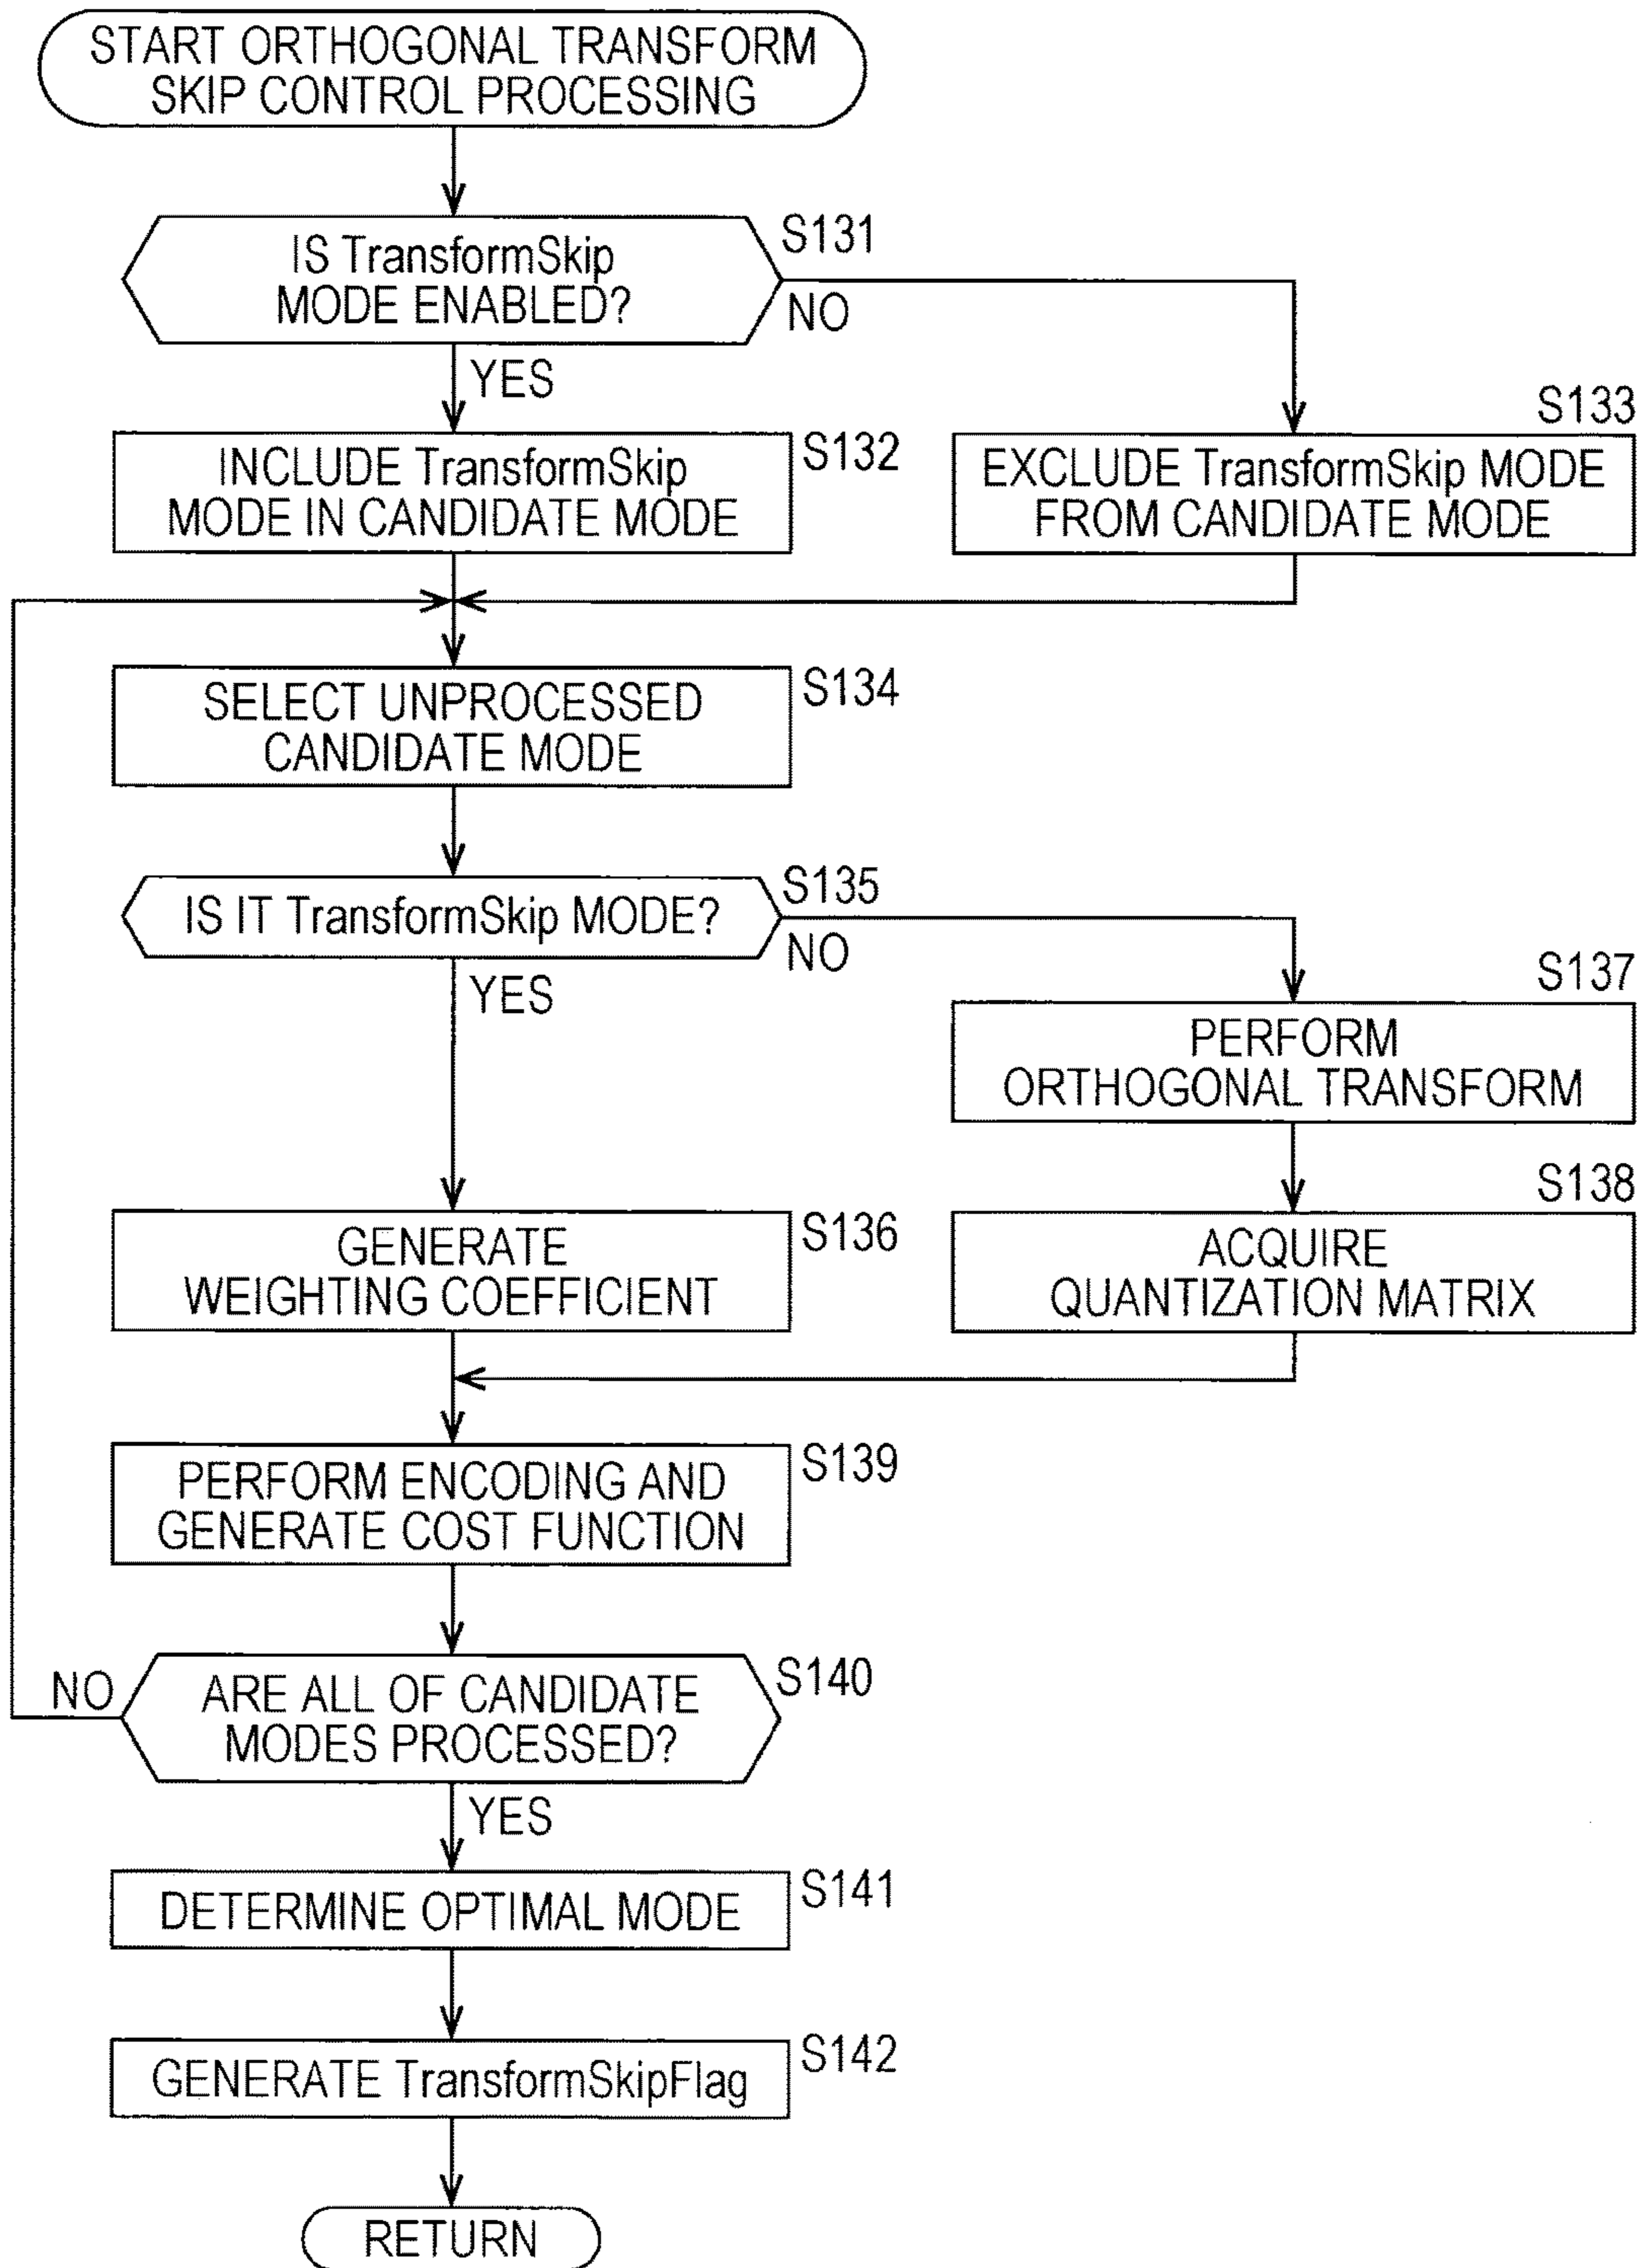 START ORTHOGONAL TRANSFORM
SKIP CONTROL PROCESSING
IS TransformSkip
MODE ENABLED?
S131
NO
YES
INCLUDE TransformSkip
MODE IN CANDIDATE MODE
S132
S133
EXCLUDE TransformSkip MODE
FROM CANDIDATE MODE
SELECT UNPROCESSED
CANDIDATE MODE
S134
IS IT TransformSkip MODE?
S135
NO
YES
S137
PERFORM
ORTHOGONAL TRANSFORM
GENERATE
WEIGHTING COEFFICIENT
S136
S138
ACQUIRE
QUANTIZATION MATRIX
PERFORM ENCODING AND
GENERATE COST FUNCTION
S139
NO
ARE ALL OF CANDIDATE
MODES PROCESSED?
S140
YES
DETERMINE OPTIMAL MODE
S141
GENERATE TransformSkipFlag
S142
RETURN